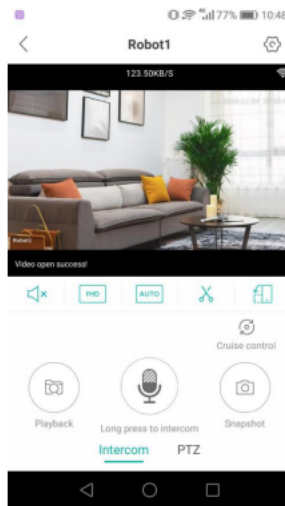 77% 10:48
Robot1
123.50KB/S
Robot1
Video open success!
FHD
AUTO
Cruise control
Playback
Long press to intercom
Snapshot
Intercom PTZ